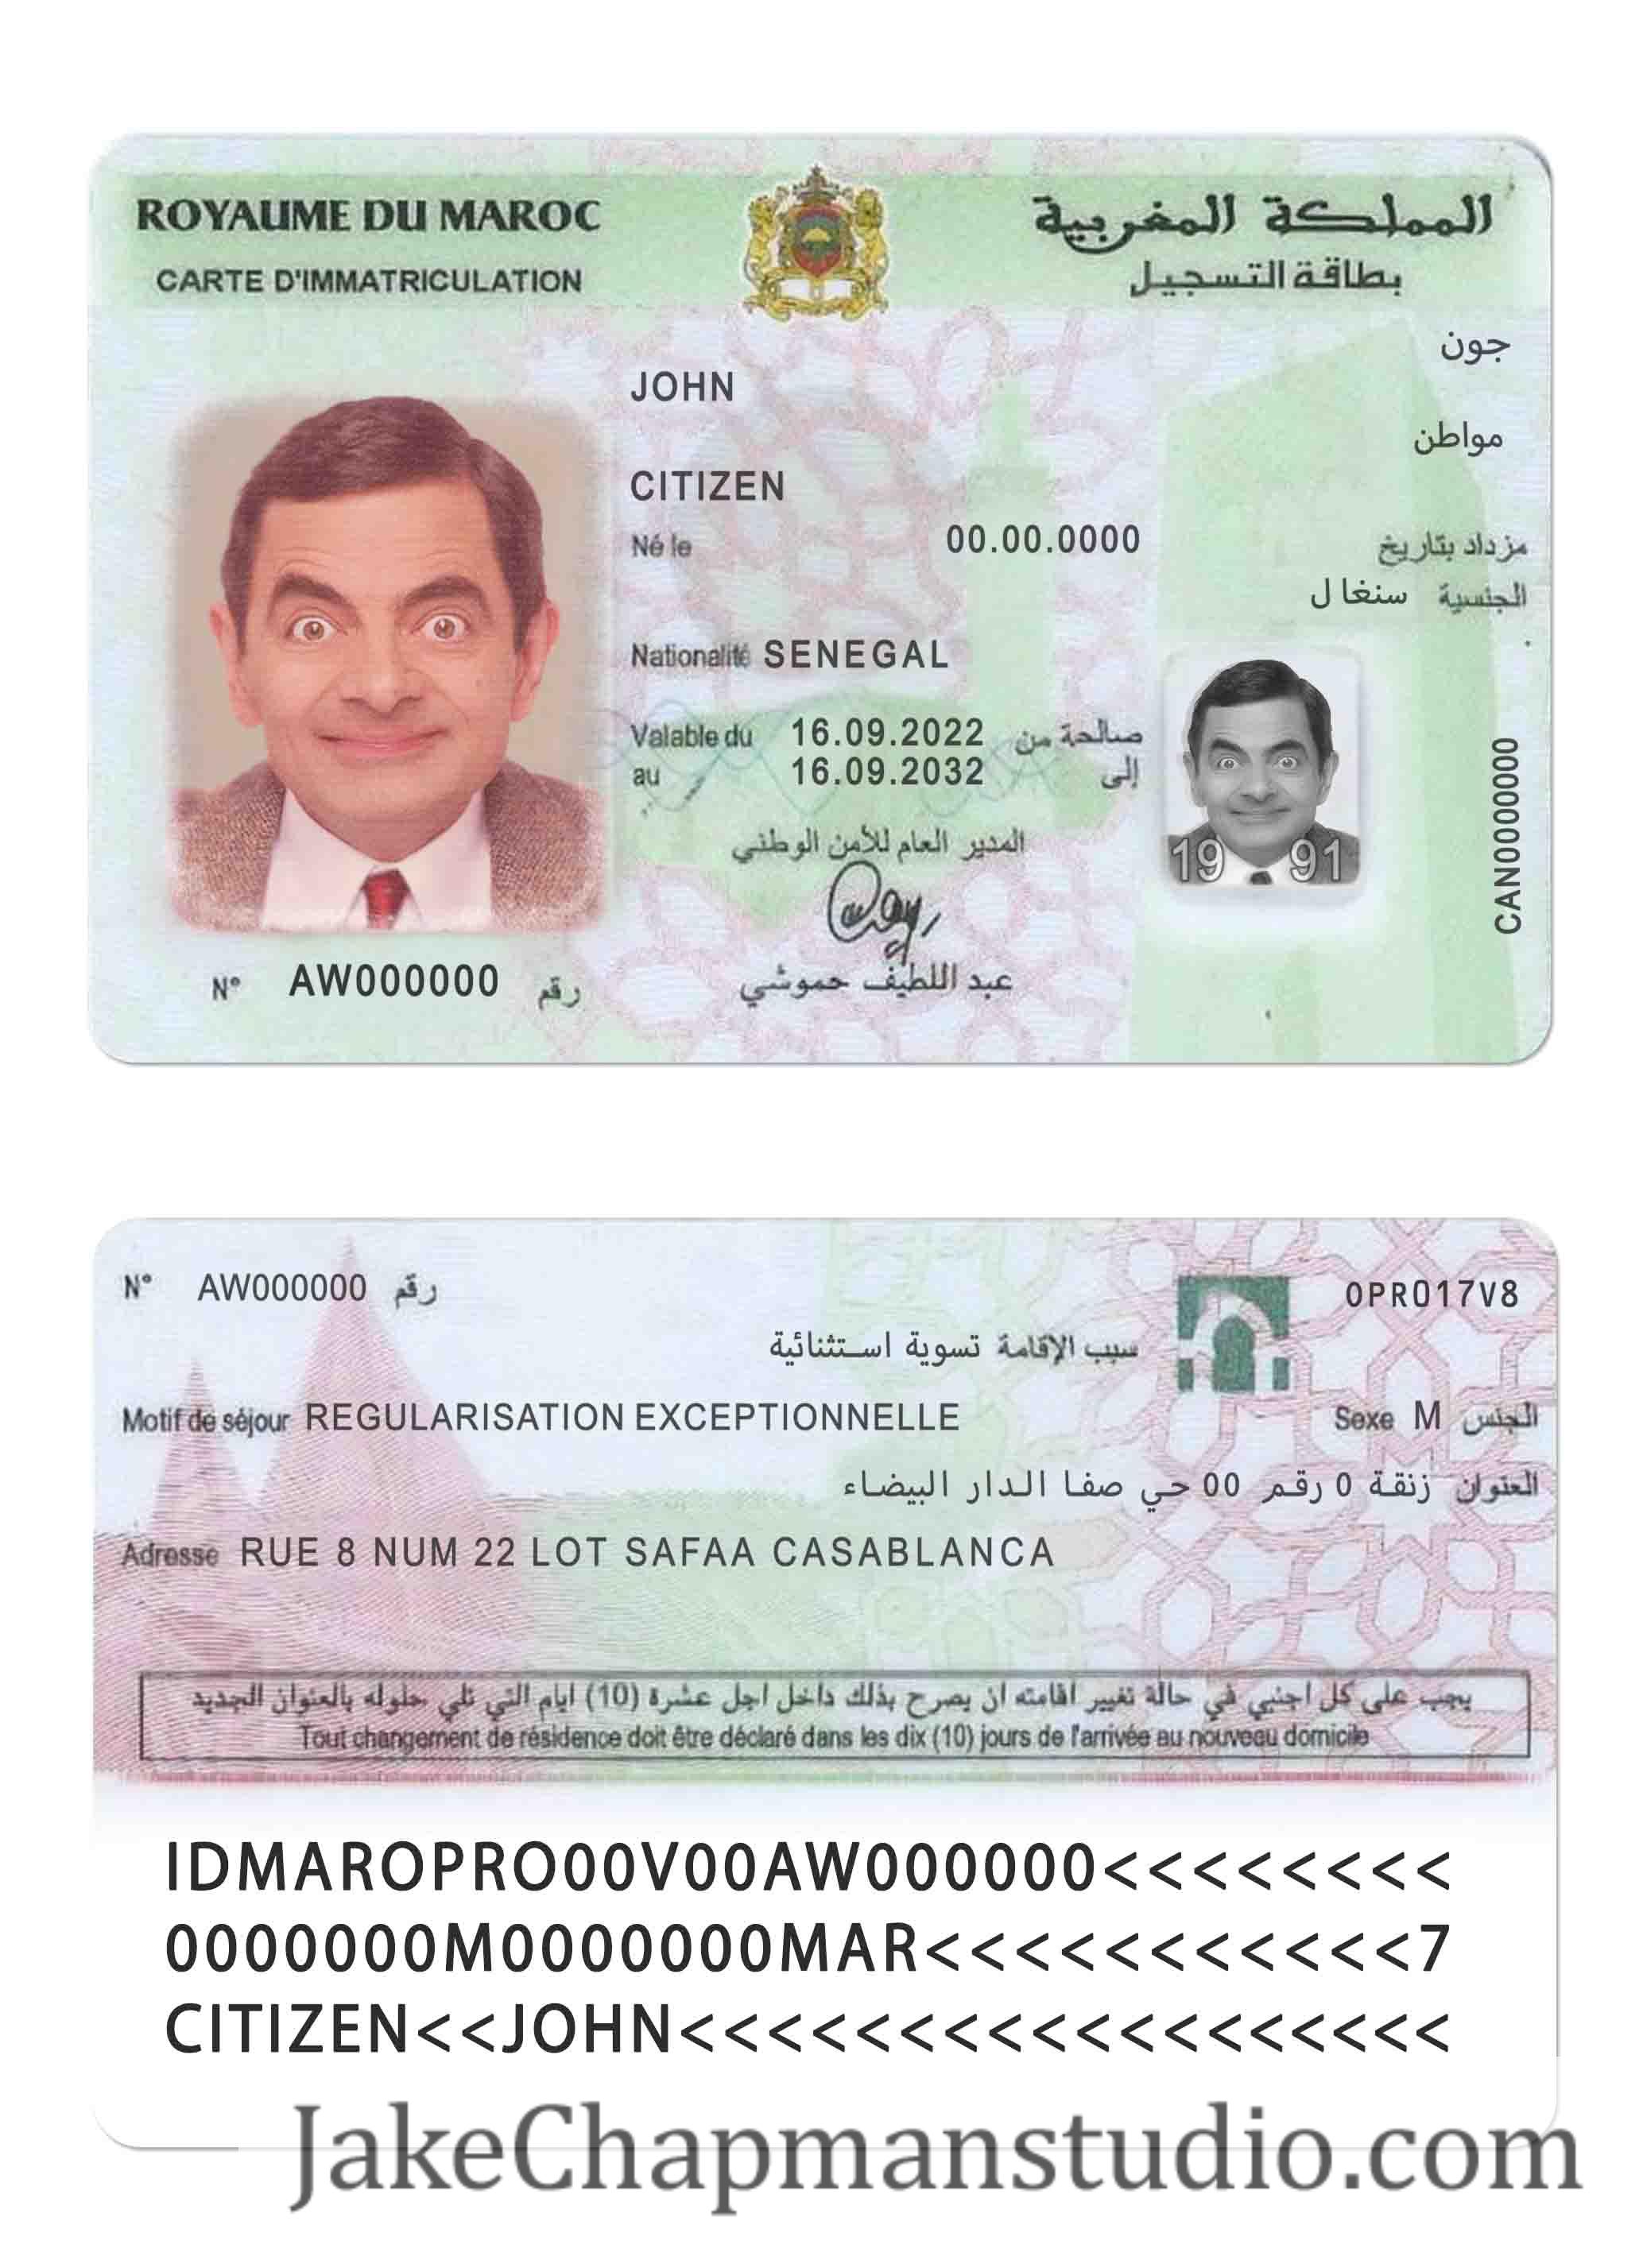 ROYAUME DU MAROC
المملكة المغربية
CARTE D'IMMATRICULATION
بطاقة التسجيل
جون
JOHN
مواطن
CITIZEN
Né le 00.00.0000 مزداد بتاريخ
الجنسية سنغا ل
Nationalité SENEGAL
Valable du 16.09.2022 صالحة من
au 16.09.2032 إلى
المدير العام للأمن الوطني
19 91
CAN000000
عبد اللطيف حموشي
N° AW000000 رقم
N° AW000000 رقم
0PR017V8
سبب الإقامة تسوية استثنائية
Motif de séjour REGULARISATION EXCEPTIONNELLE
Sexe M الجنس
العنوان زنقة 0 رقم 00 حي صفا الدار البيضاء
Adresse RUE 8 NUM 22 LOT SAFAA CASABLANCA
يجب على كل اجنبي في حالة تغيير اقامته ان يصرح بذلك داخل اجل عشرة (10) ايام التي تلي حلوله بالعنوان الجديد
Tout changement de résidence doit être déclaré dans les dix (10) jours de l'arrivée au nouveau domicile
IDMAROPRO00V00AW000000<<<<<<<<
0000000M0000000MAR<<<<<<<<<<<7
CITIZEN<<JOHN<<<<<<<<<<<<<<<<<<
JakeChapmanstudio.com